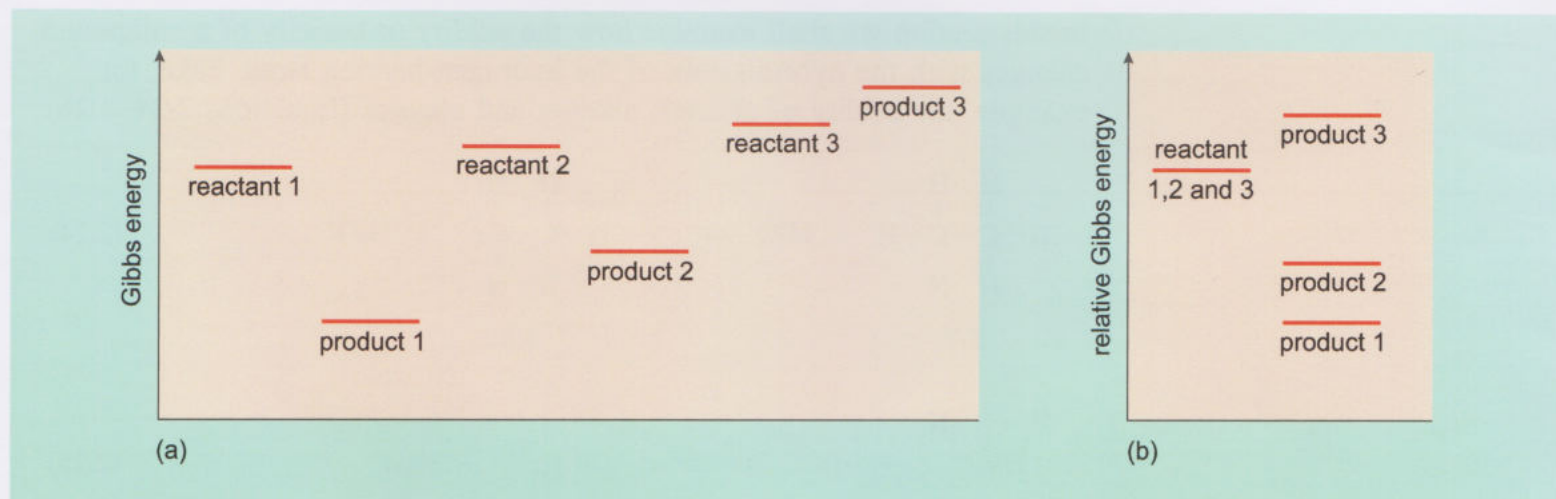 Gibbs energy
reactant 1
product 1
reactant 2
product 2
reactant 3
product 3
(a)
relative Gibbs energy
reactant
1,2 and 3
product 3
product 2
product 1
(b)